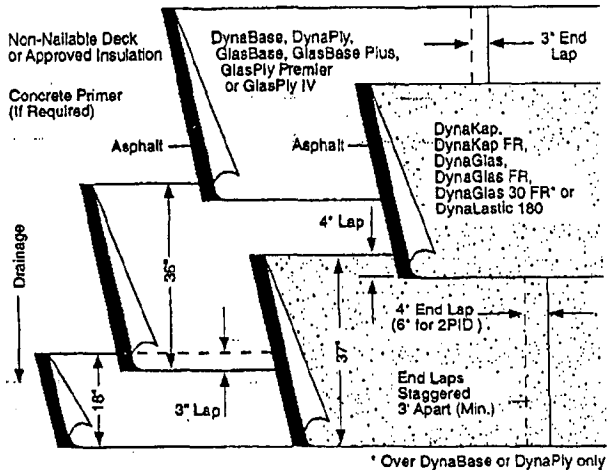 Non-Nailable Deck
or Approved Insulation
Concrete Primer
(If Required)
DynaBase, DynaPly,
GlasBase, GlasBase Plus,
GlasPly Premier
or GlasPly IV
3" End
Lap
Asphalt
Asphalt
DynaKap,
DynaKap FR,
DynaGlas,
DynaGlas FR,
DynaGlas 30 FR* or
DynaLastic 180
4" Lap
Drainage
36"
37"
4" End Lap
(6" for 2PID)
18"
3" Lap
End Laps
Staggered
3' Apart (Min.)
* Over DynaBase or DynaPly only